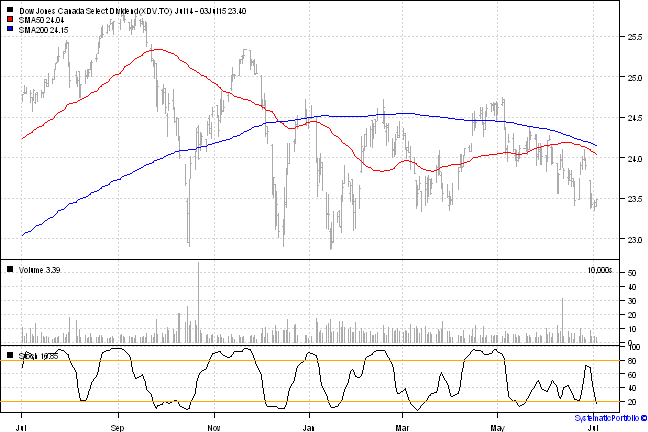 Dow Jones Canada Select Dividend(XDV.TO) Jul14 - 03Jul15 23.40
SMA50 24.04
SMA200 24.15
25.5
25.0
24.5
24.0
23.5
23.0
Volume 3.39
10,000s
50
40
30
20
10
0
100
80
60
40
20
Jul
Sep
Nov
Jan
Mar
May
Jul
SystematicPortfolio ©